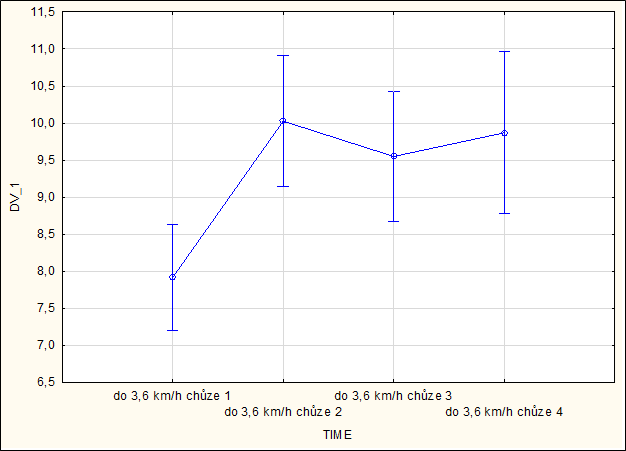 11,5
11,0
10,5
10,0
9,5
9,0
8,5
8,0
7,5
7,0
6,5
DV_1
do 3,6 km/h chůze 1
do 3,6 km/h chůze 2
do 3,6 km/h chůze 3
do 3,6 km/h chůze 4
TIME